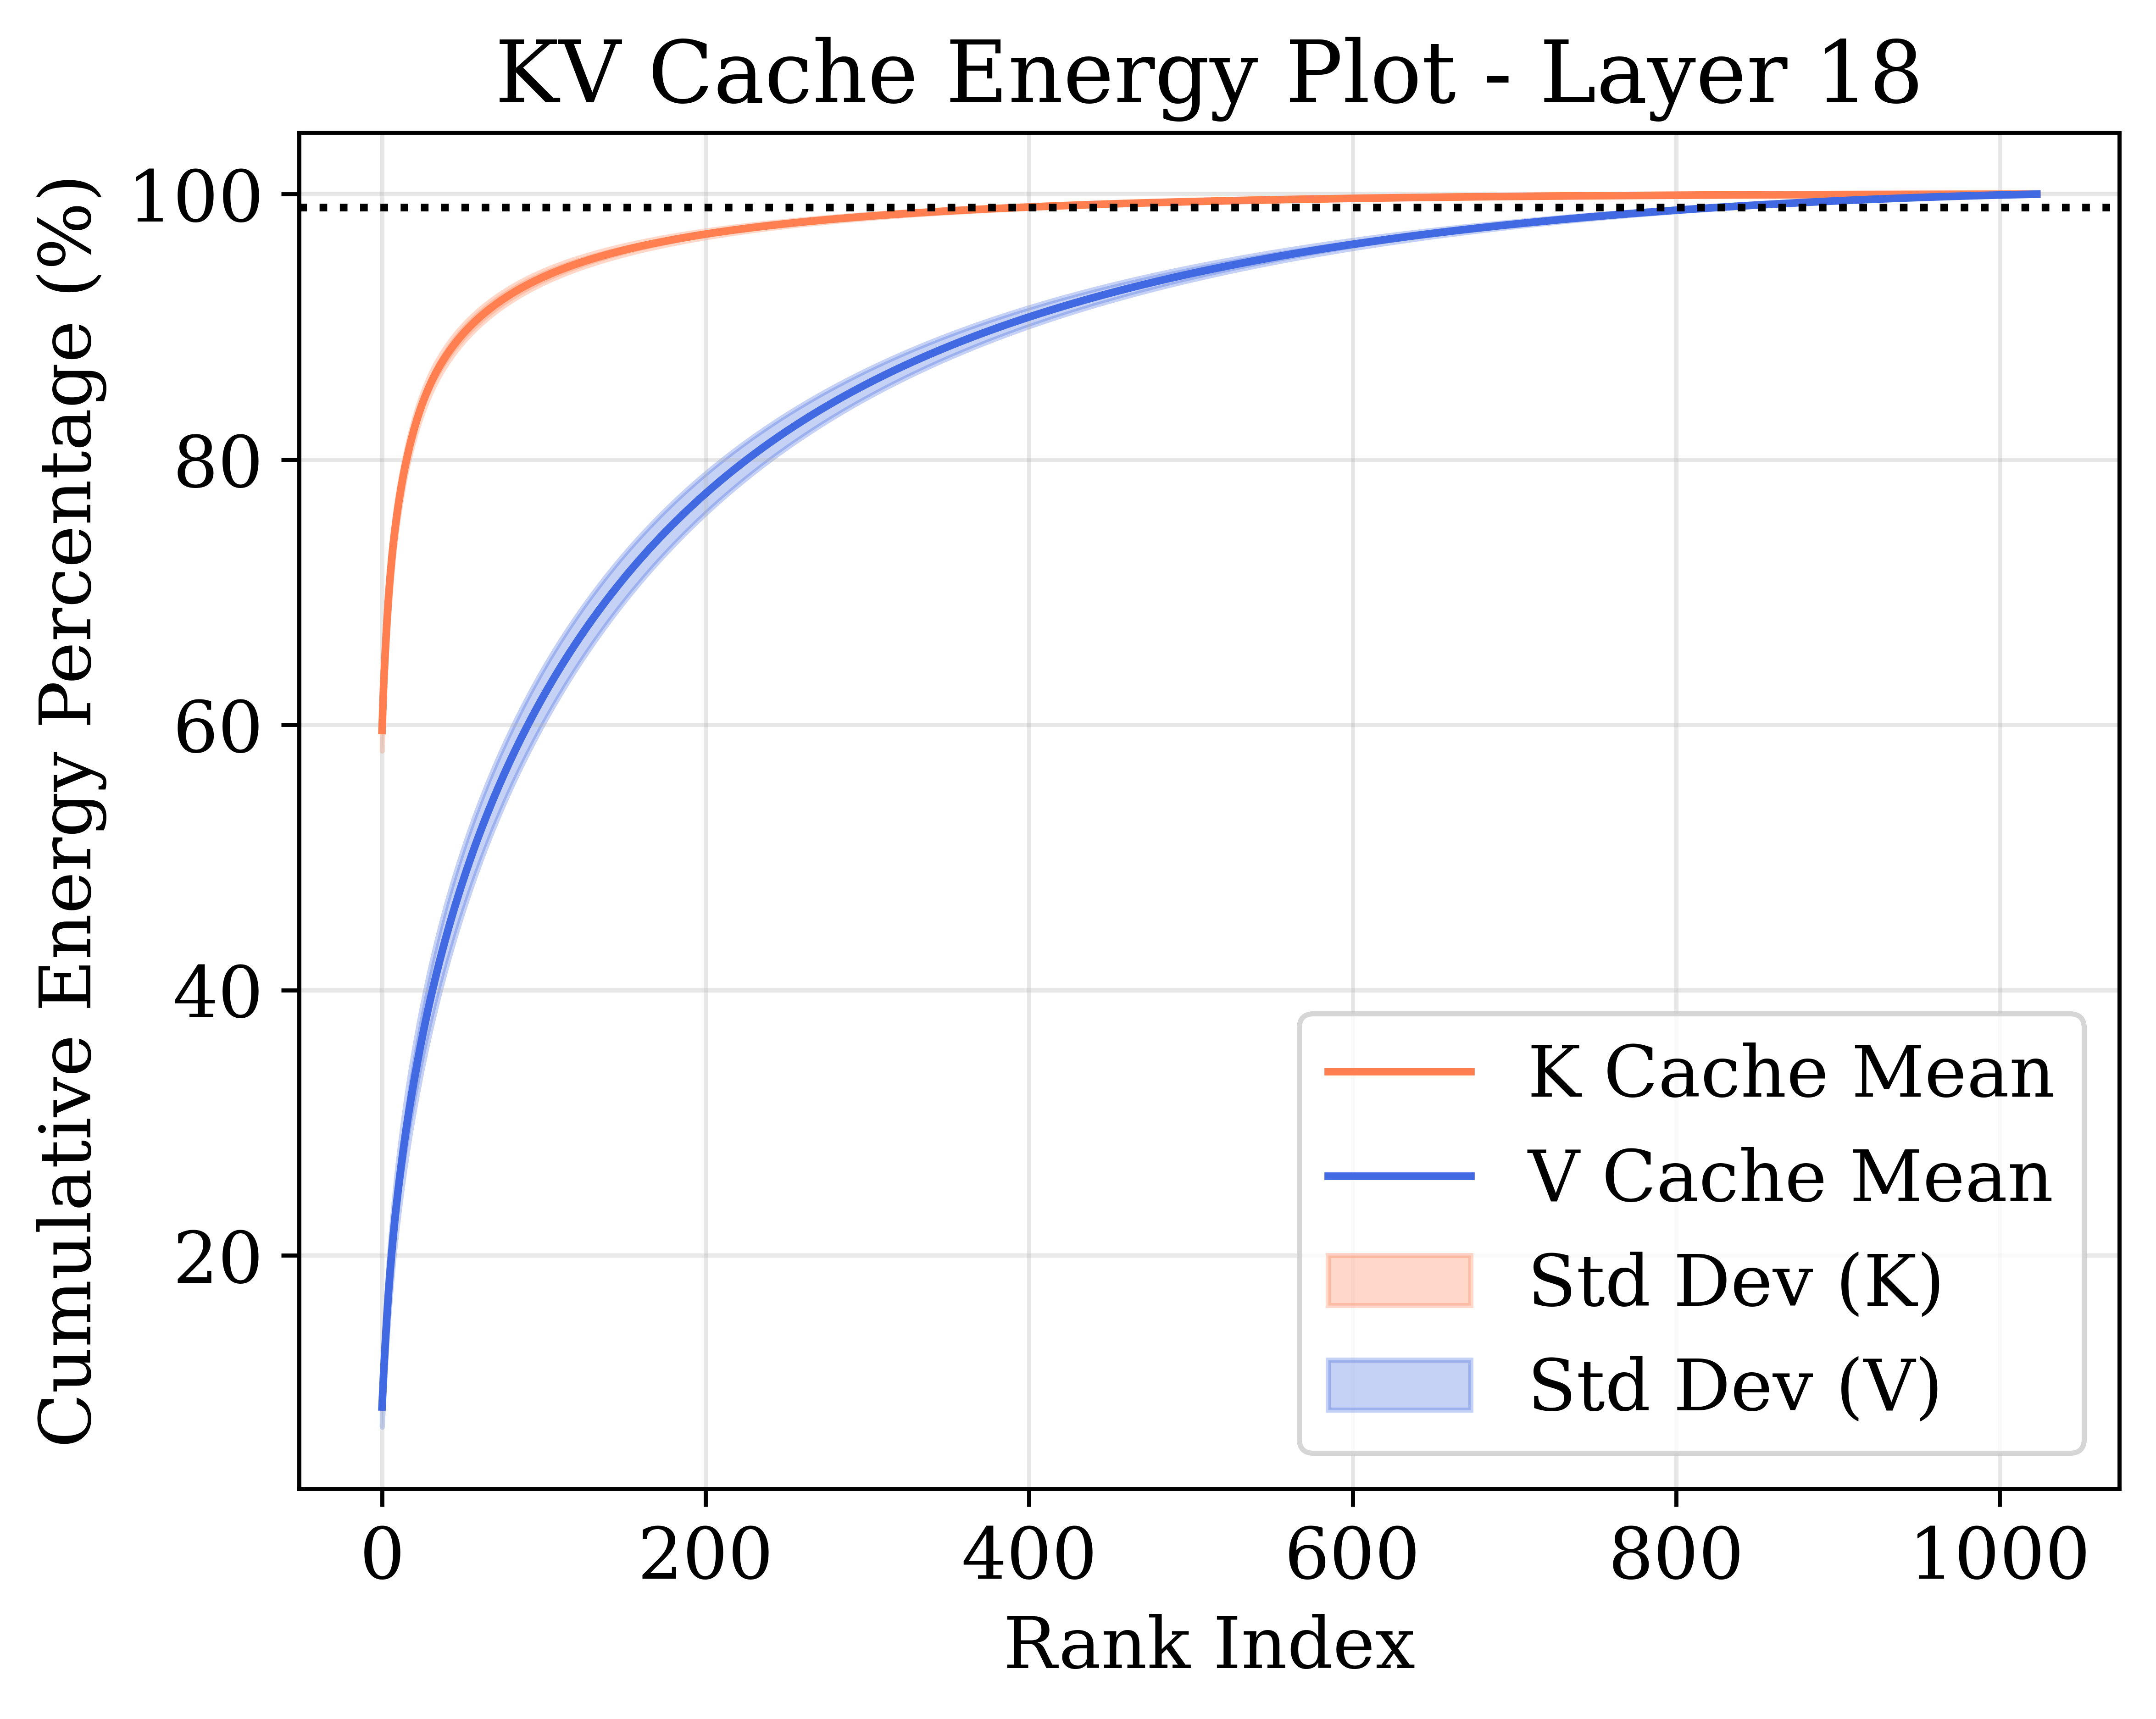 KV Cache Energy Plot - Layer 18
Cumulative Energy Percentage (%)
100
80
60
40
20
K Cache Mean
V Cache Mean
Std Dev (K)
Std Dev (V)
0 200 400 600 800 1000
Rank Index